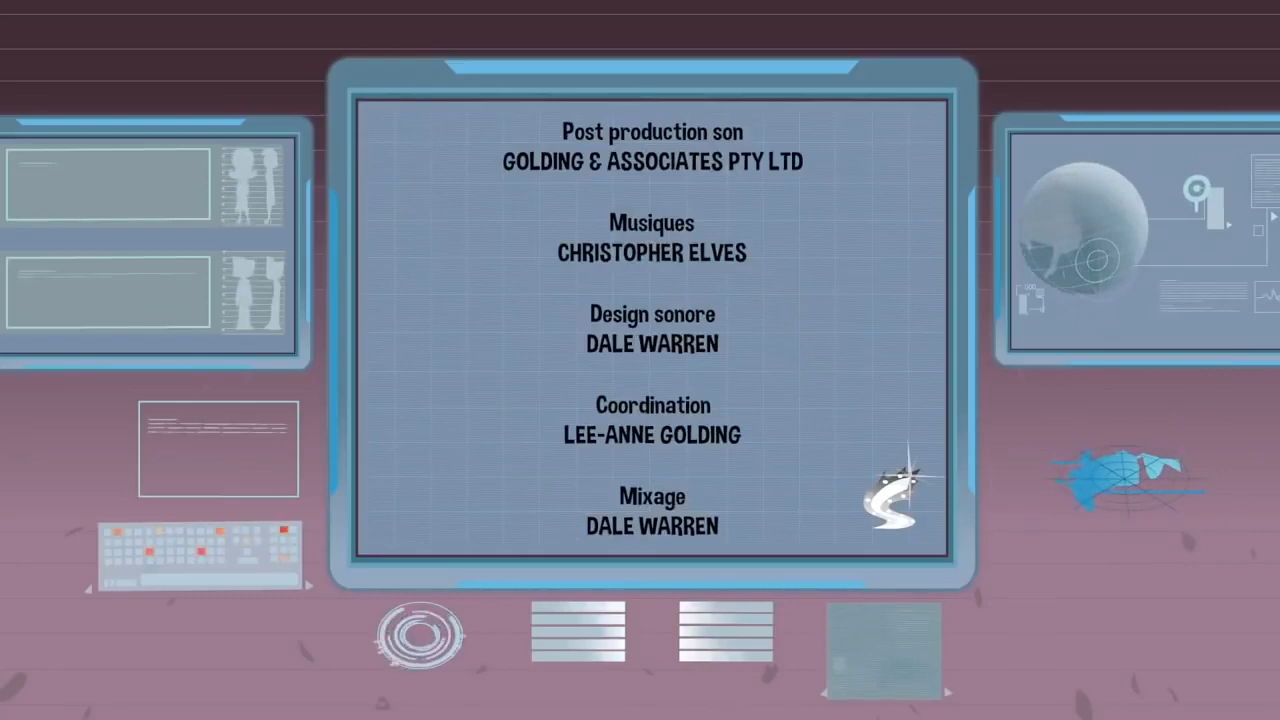 Post production son
GOLDING & ASSOCIATES PTY LTD
Musiques
CHRISTOPHER ELVES
Design sonore
DALE WARREN
Coordination
LEE-ANNE GOLDING
Mixage
DALE WARREN